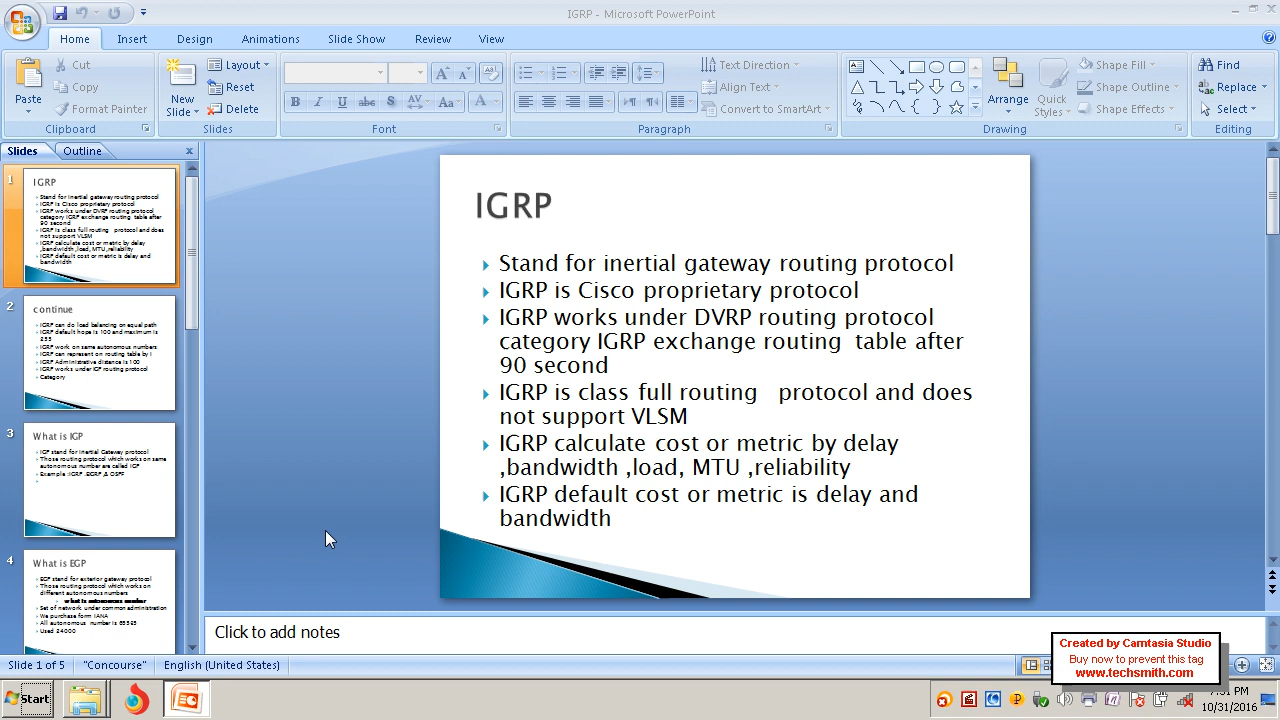 IGRP - Microsoft PowerPoint
Home Insert Design Animations Slide Show Review View
Paste
Cut
Copy
Format Painter
Clipboard
New Slide
Layout
Reset
Delete
Slides
Font
Text Direction
Align Text
Convert to SmartArt
Paragraph
Arrange
Quick Styles
Shape Fill
Shape Outline
Shape Effects
Drawing
Find
Replace
Select
Editing
Slides Outline
1
IGRP
Stand for inertial gateway routing protocol
IGRP is Cisco proprietary protocol
IGRP works under DVRP routing protocol
category IGRP exchange routing table after
90 second
IGRP is class full routing protocol and does
not support VLSM
IGRP calculate cost or metric by delay
,bandwidth ,load, MTU ,reliability
IGRP default cost or metric is delay and
bandwidth
2
continue
IGRP can do load balancing on equal path
IGRP default hope is 100 and maximum is
255
IGRP work on same autonomous numbers
IGRP can represent on routing table by I
IGRP Administrative distance is 100
IGRP works under IGP routing protocol
Category
3
What is IGP
IGP stand for Inertial Gateway protocol
Those routing protocol which works on same
autonomous number are called IGP
4
What is EGP
EGP stand for exterior gateway protocol
Those routing protocol which works on
different autonomous numbers
what is autonomous number
Set of network under common administration
We purchase form IANA
All autonomous number is 65535
Used 24000
IGRP
Stand for inertial gateway routing protocol
IGRP is Cisco proprietary protocol
IGRP works under DVRP routing protocol
category IGRP exchange routing table after
90 second
IGRP is class full routing protocol and does
not support VLSM
IGRP calculate cost or metric by delay
,bandwidth ,load, MTU ,reliability
IGRP default cost or metric is delay and
bandwidth
Click to add notes
Slide 1 of 5 "Concourse" English (United States)
Created by Camtasia Studio
Buy now to prevent this tag
www.techsmith.com
Start
10/31/2016